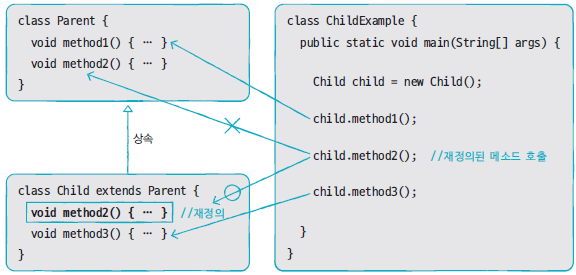 class Parent {
void method1() { … }
void method2() { … }
}
상속
class Child extends Parent {
void method2() { … } //재정의
void method3() { … }
}
class ChildExample {
public static void main(String[] args) {
Child child = new Child();
child.method1();
child.method2(); //재정의된 메소드 호출
child.method3();
}
}